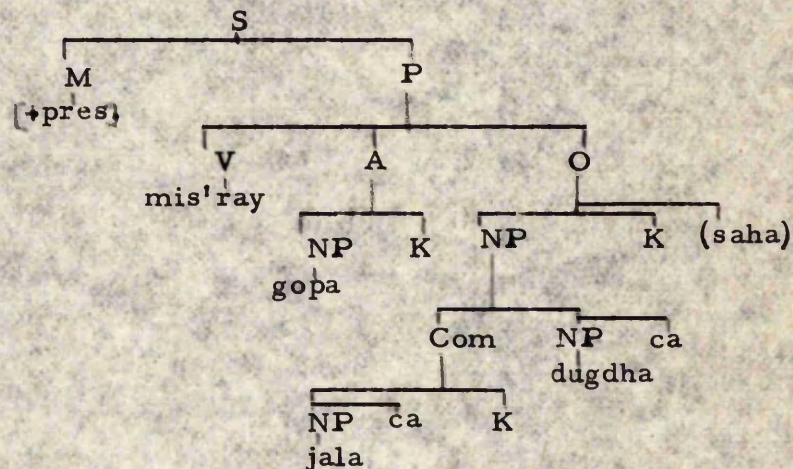 S
M P
[+pres]
V A O
mis'ray
NP K NP K (saha)
gopa
Com NP ca
dugdha
NP ca K
jala